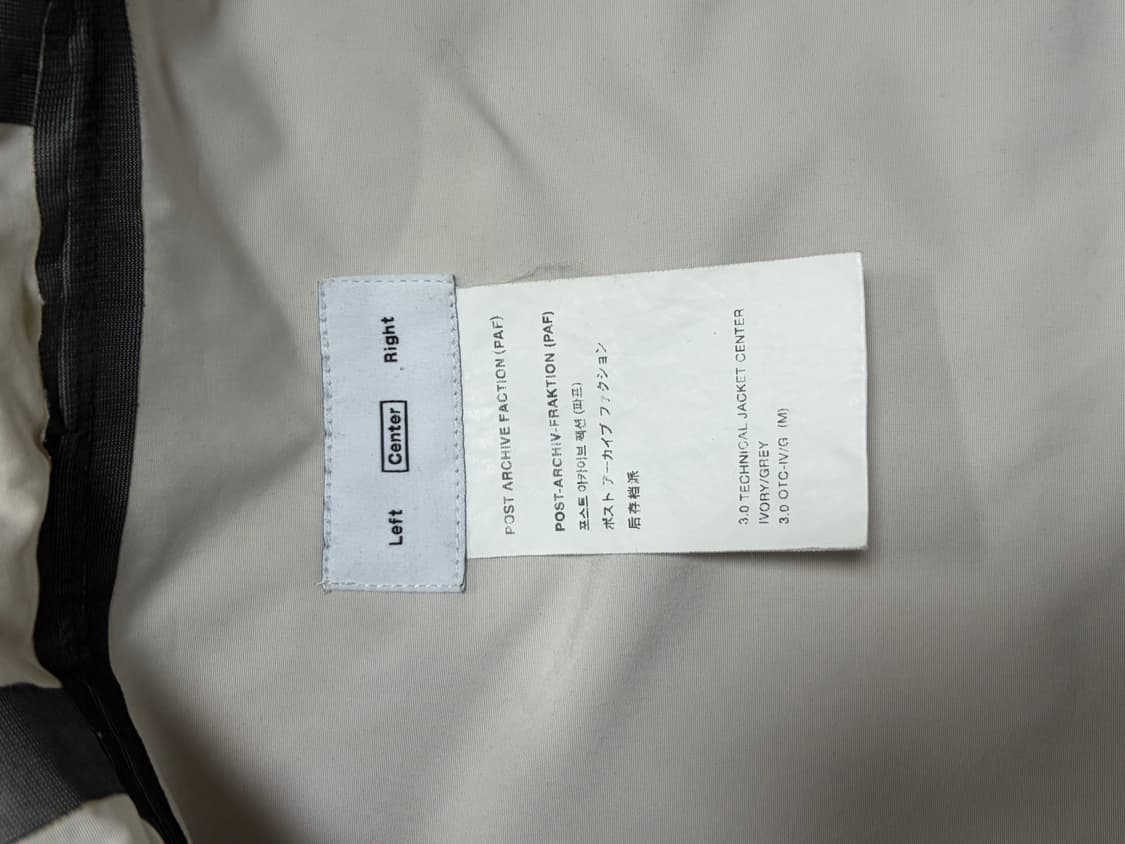 Left Center Right
POST ARCHIVE FACTION (PAF)
POST-ARCHIV-FRAKTION (PAF)
포스트 아카이브 팩션 (파프)
ポスト アーカイブ ファクション
后存档派
3.0 TECHNICAL JACKET CENTER
IVORY/GREY
3.0 OTC-IV/G (M)